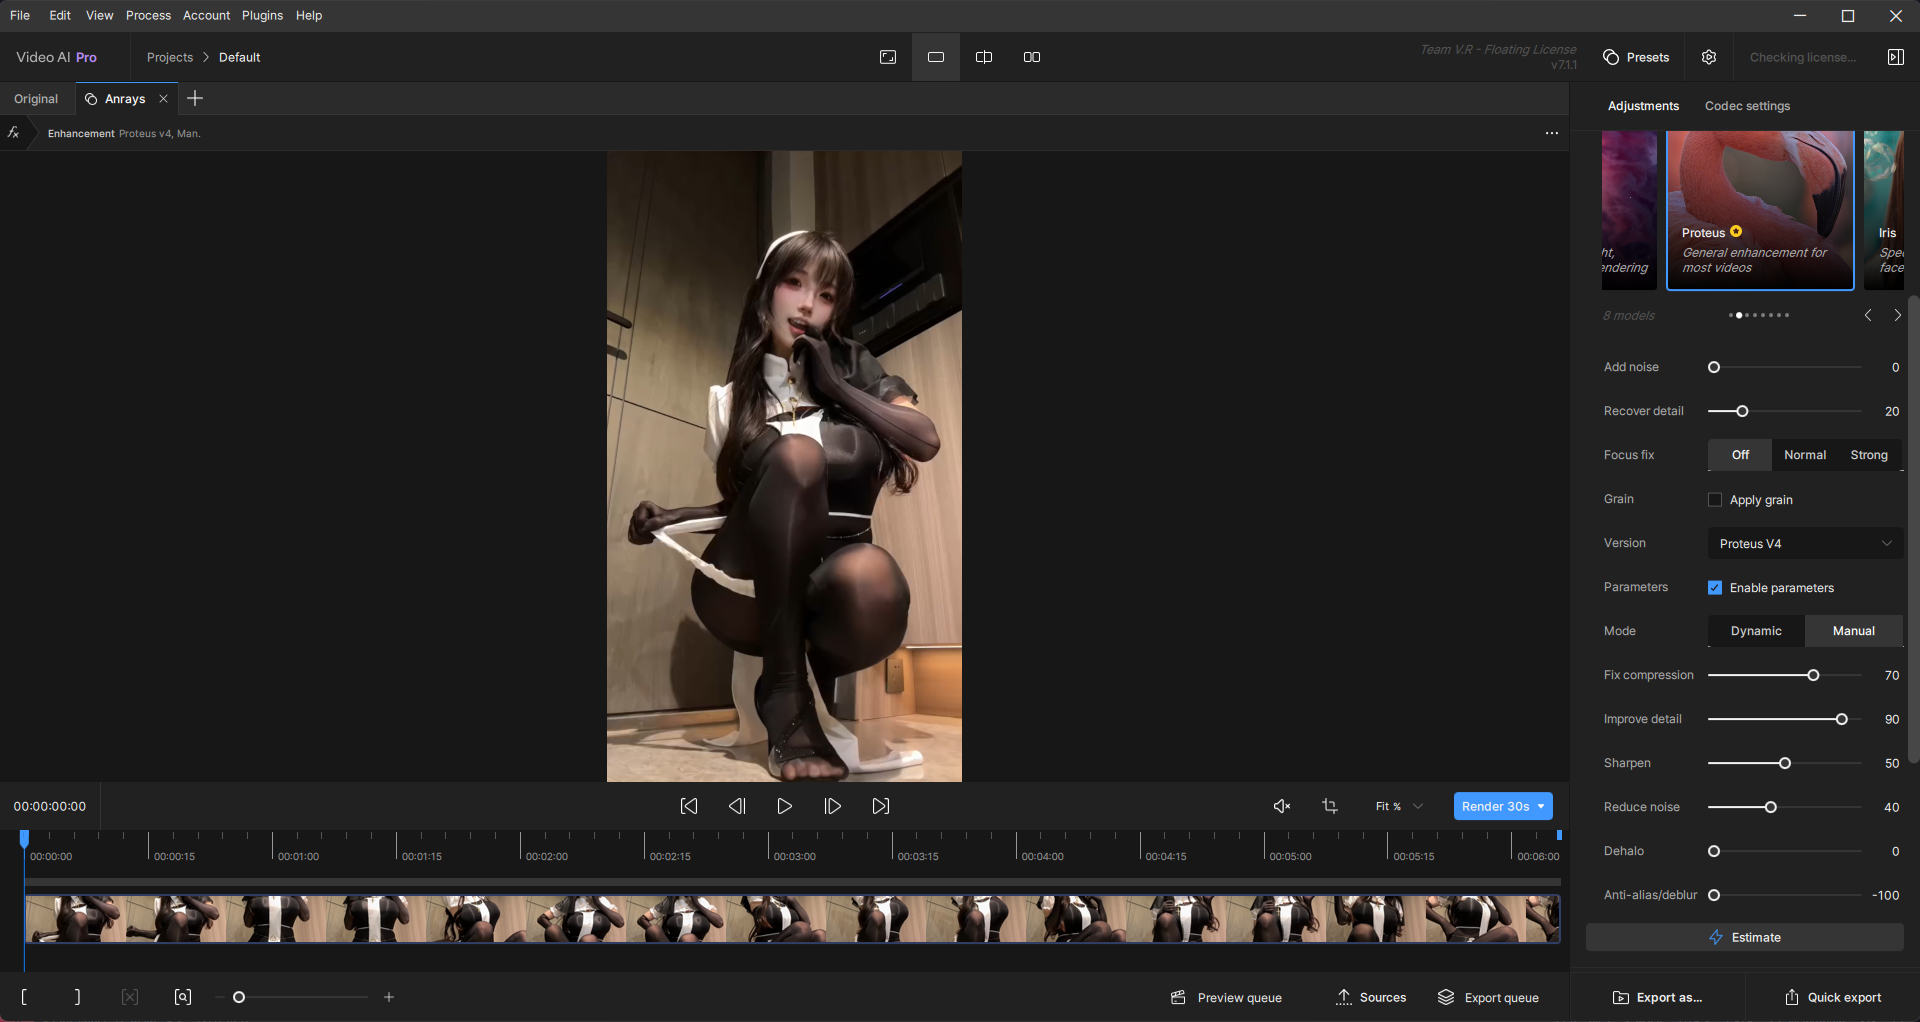 File Edit View Process Account Plugins Help
Video AI Pro
Projects > Default
Team V.R - Floating License
v7.1.1
Presets
Checking license...
Original
Anrays
Adjustments
Codec settings
fx
Enhancement Proteus v4, Man.
ht,
endering
Proteus
General enhancement for
most videos
Iris
Spec
face
8 models
Add noise 0
Recover detail 20
Focus fix Off Normal Strong
Grain Apply grain
Version Proteus V4
Parameters Enable parameters
Mode Dynamic Manual
Fix compression 70
Improve detail 90
Sharpen 50
Reduce noise 40
Dehalo 0
Anti-alias/deblur -100
Estimate
00:00:00:00
Fit %
Render 30s
00:00:00 00:00:15 00:01:00 00:01:15 00:02:00 00:02:15 00:03:00 00:03:15 00:04:00 00:04:15 00:05:00 00:05:15 00:06:00
Preview queue
Sources
Export queue
Export as...
Quick export